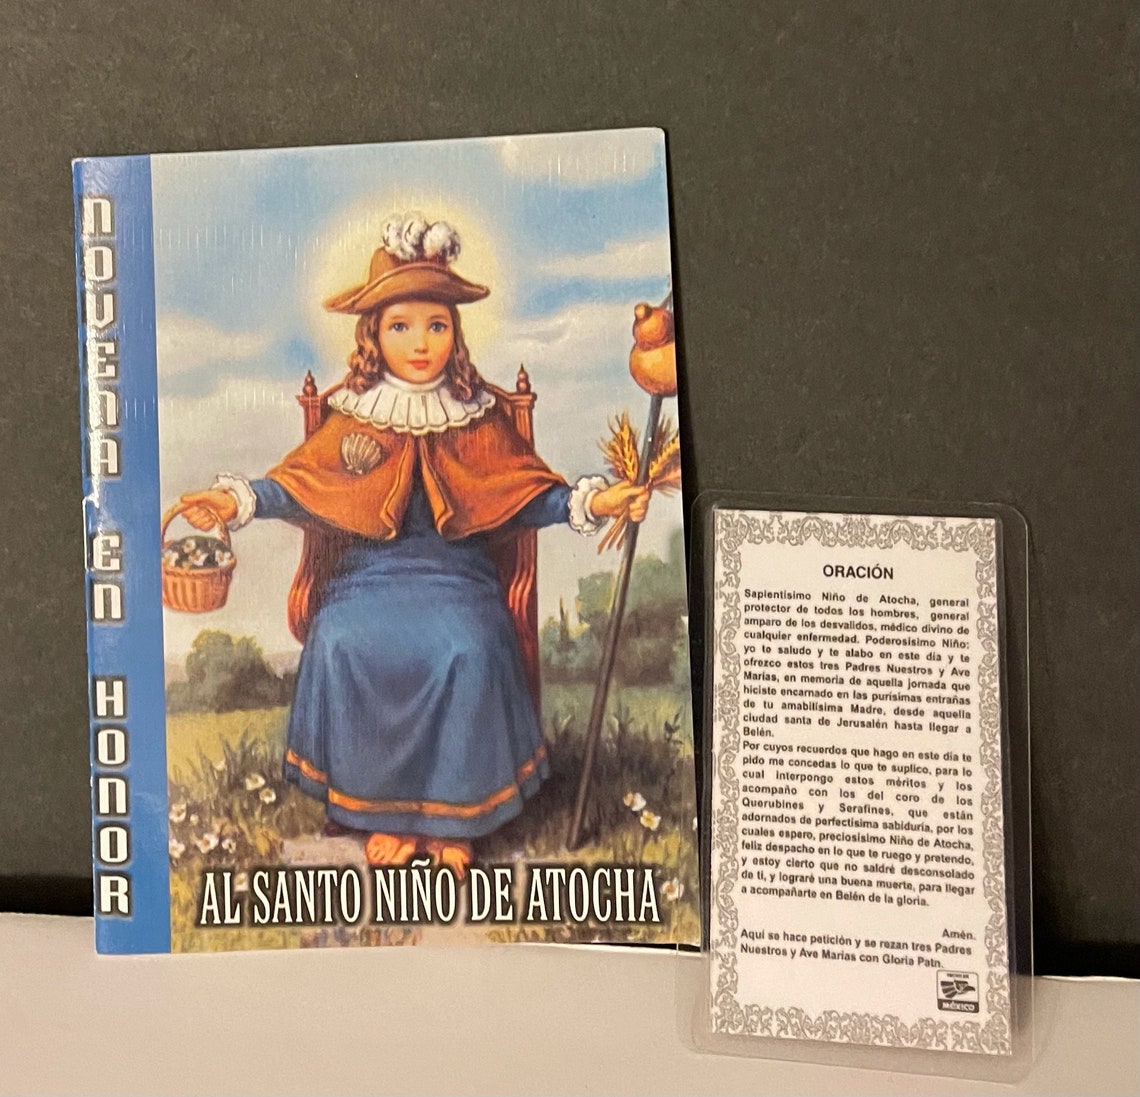 NOVENA EN HONOR
AL SANTO NIÑO DE ATOCHA
ORACIÓN
Sapientisimo Niño de Atocha, general
protector de todos los hombres, general
amparo de los desvalidos, médico divino de
cualquier enfermedad. Poderosisimo Niño:
yo te saludo y te alabo en este día y te
ofrezco estos tres Padres Nuestros y Ave
Marías, en memoria de aquella jornada que
hiciste encarnado en las purísimas entrañas
de tu amabilísima Madre, desde aquella
ciudad santa de Jerusalén hasta llegar a
Belén.
Por cuyos recuerdos que hago en este día te
pido me concedas lo que te suplico, para lo
cual interpongo estos méritos y los
acompaño con los del coro de los
Querubines y Serafines, que están
adornados de perfectísima sabiduría, por los
cuales espero, preciosísimo Niño de Atocha,
feliz despacho en lo que te ruego y pretendo,
y estoy cierto que no saldré desconsolado
de ti, y lograré una buena muerte, para llegar
a acompañarte en Belén de la gloria.
Amén.
Aquí se hace petición y se rezan tres Padres
Nuestros y Ave Marías con Gloria Patri.
MÉXICO